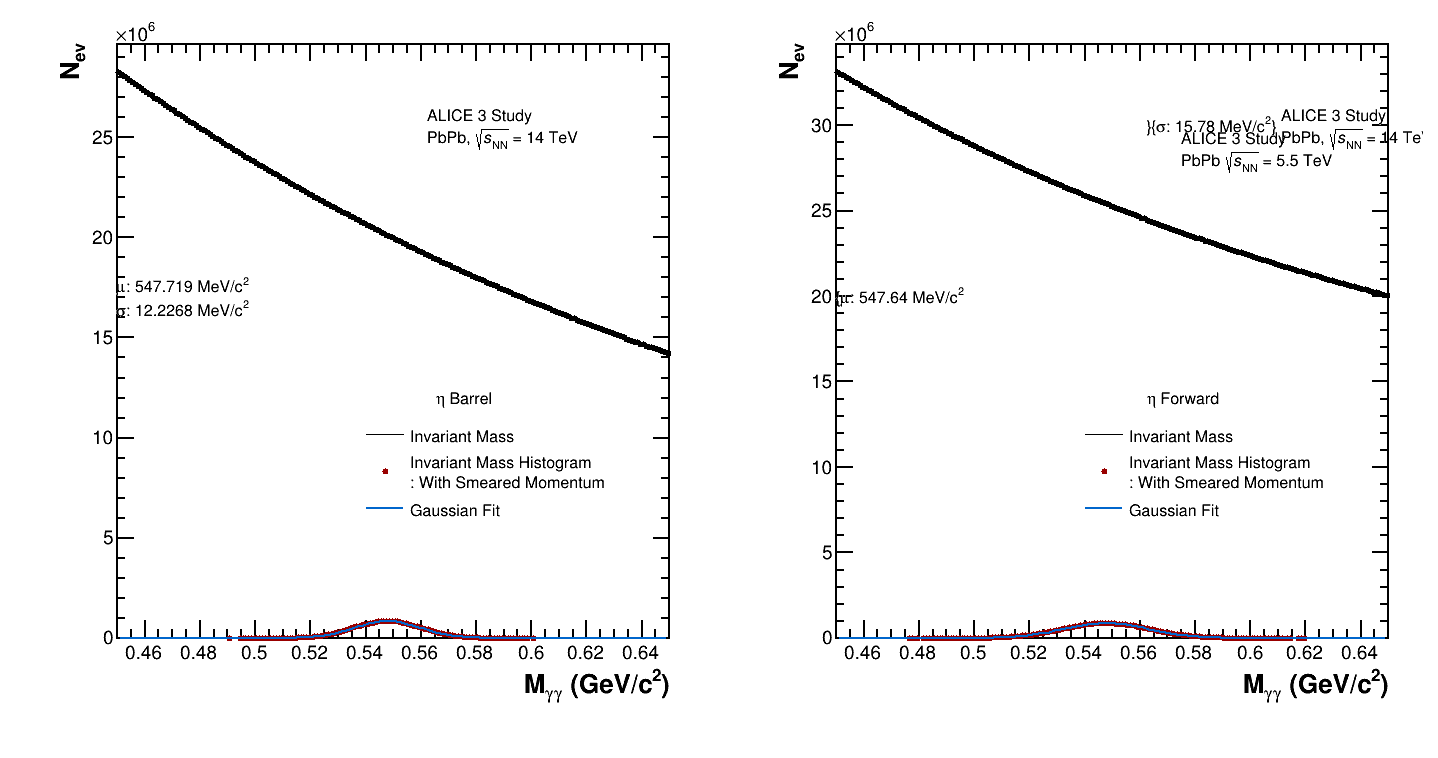 ×10⁶
N_ev
ALICE 3 Study
PbPb, √s_NN = 14 TeV
25
20
μ: 547.719 MeV/c²
σ: 12.2268 MeV/c²
15
η Barrel
10
Invariant Mass
Invariant Mass Histogram
: With Smeared Momentum
Gaussian Fit
5
0
0.46 0.48 0.5 0.52 0.54 0.56 0.58 0.6 0.62 0.64
M_γγ (GeV/c²)
×10⁶
N_ev
ALICE 3 Study
}{σ: 15.78 MeV/c²}
PbPb, √s_NN = 14 Te
ALICE 3 Study
PbPb √s_NN = 5.5 TeV
30
25
20
{μ: 547.64 MeV/c²
15
η Forward
10
Invariant Mass
Invariant Mass Histogram
: With Smeared Momentum
Gaussian Fit
5
0
0.46 0.48 0.5 0.52 0.54 0.56 0.58 0.6 0.62 0.64
M_γγ (GeV/c²)